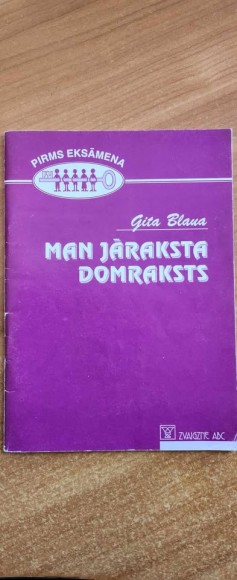 PIRMS EKSĀMENA
Gita Blaua
MAN JĀRAKSTA
DOMRAKSTS
ZVAIGZNE ABC